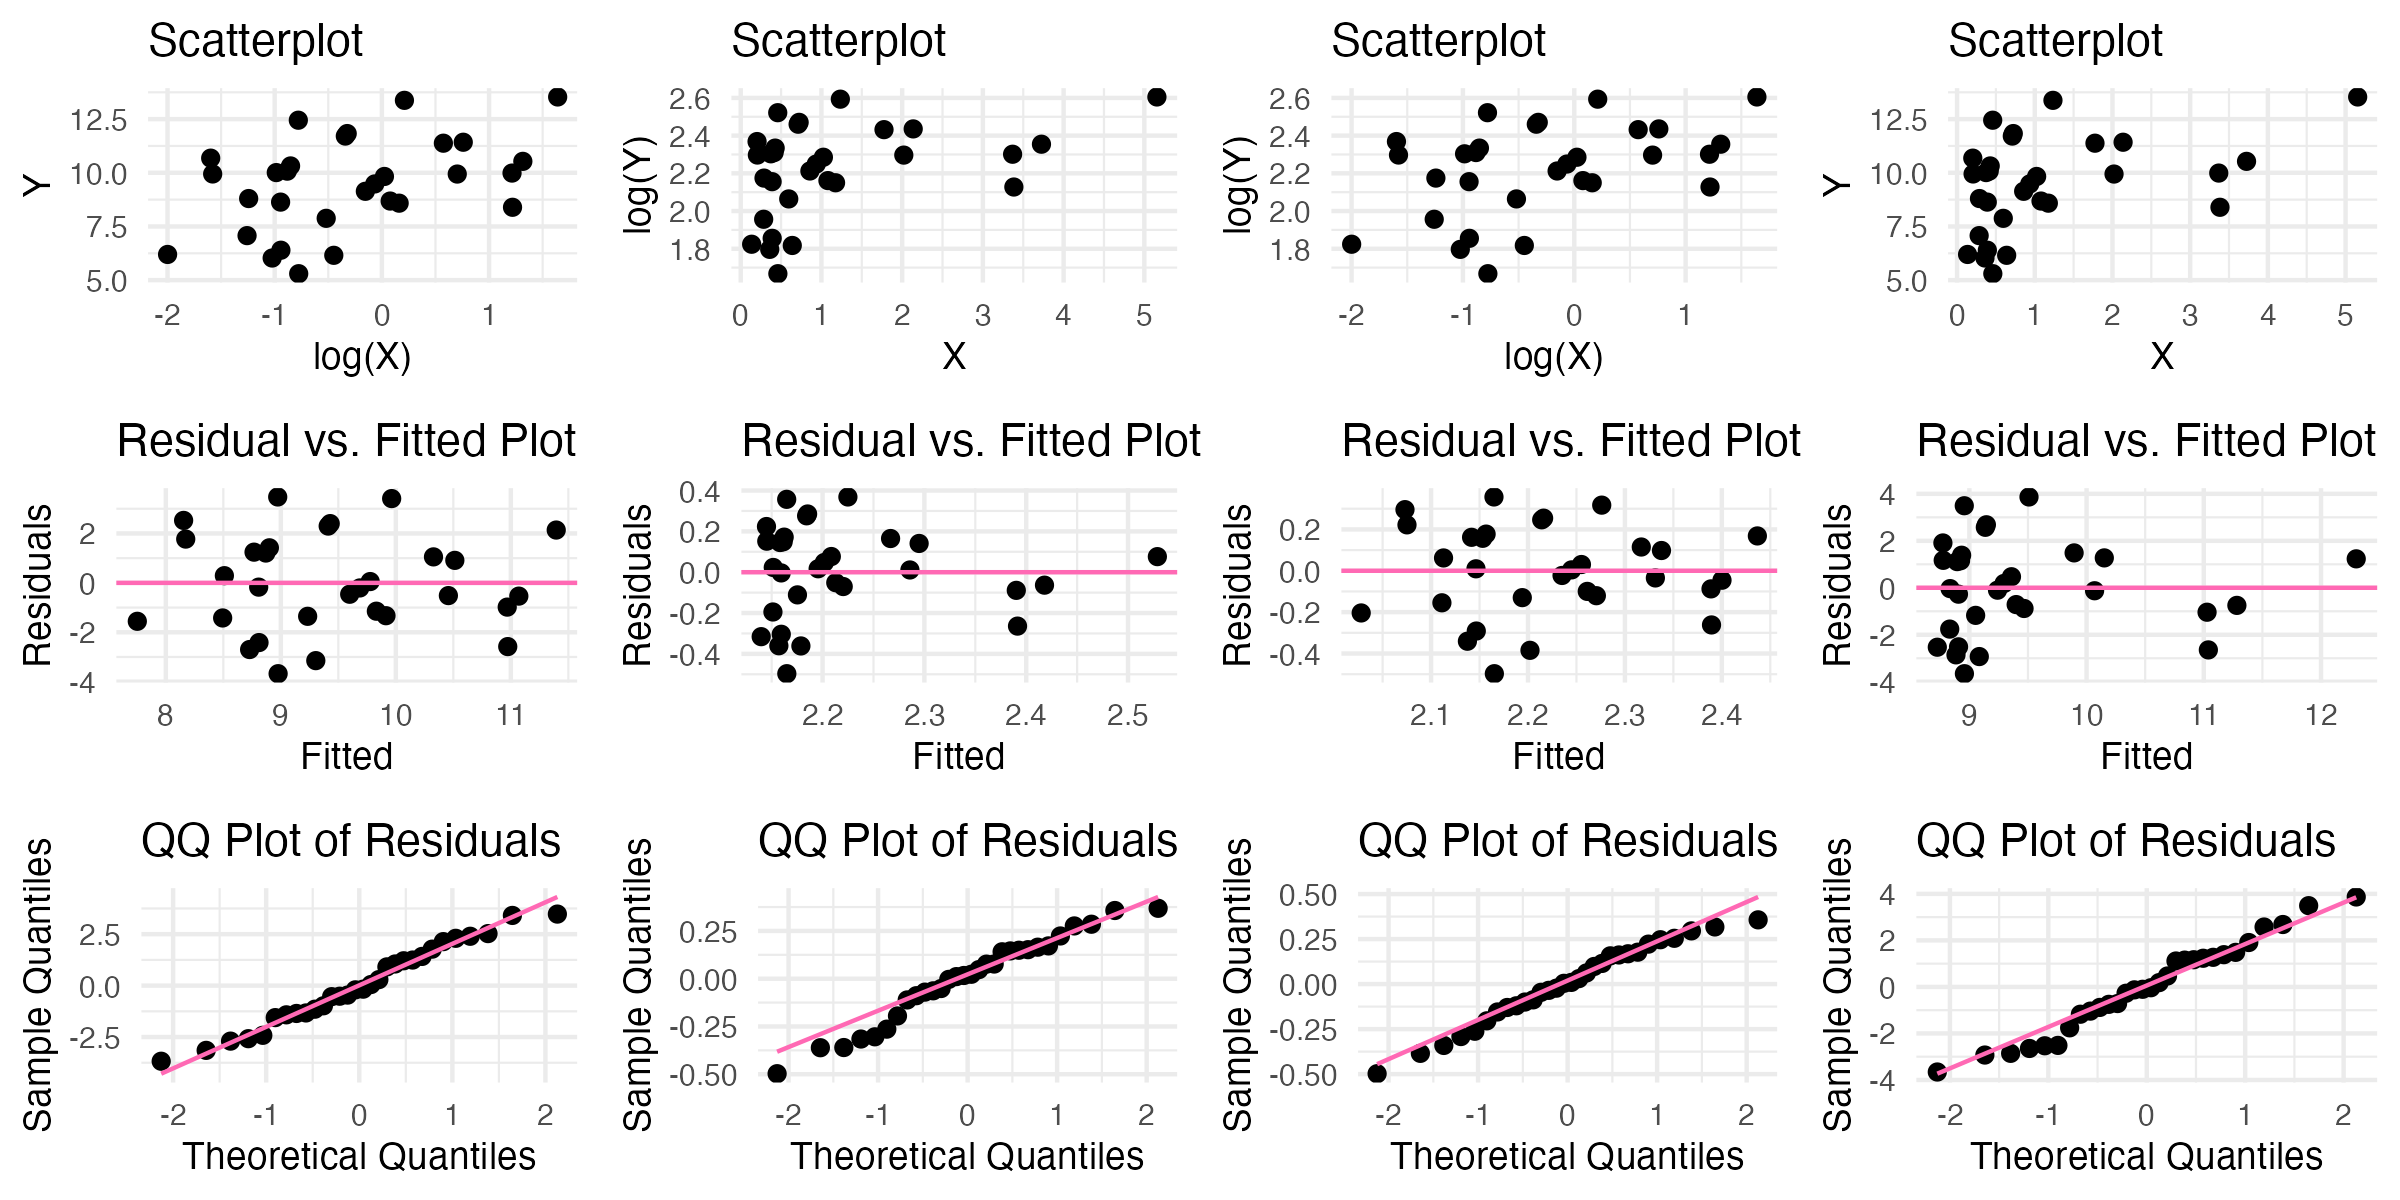 Scatterplot Scatterplot Scatterplot Scatterplot
Y
12.5
10.0
7.5
5.0
-2 -1 0 1
log(X)
log(Y)
2.6
2.4
2.2
2.0
1.8
0 1 2 3 4 5
X
log(Y)
2.6
2.4
2.2
2.0
1.8
-2 -1 0 1
log(X)
Y
12.5
10.0
7.5
5.0
0 1 2 3 4 5
X
Residual vs. Fitted Plot Residual vs. Fitted Plot Residual vs. Fitted Plot Residual vs. Fitted Plot
Residuals
2
0
-2
-4
8 9 10 11
Fitted
Residuals
0.4
0.2
0.0
-0.2
-0.4
2.2 2.3 2.4 2.5
Fitted
Residuals
0.2
0.0
-0.2
-0.4
2.1 2.2 2.3 2.4
Fitted
Residuals
4
2
0
-2
-4
9 10 11 12
Fitted
QQ Plot of Residuals QQ Plot of Residuals QQ Plot of Residuals QQ Plot of Residuals
Sample Quantiles
2.5
0.0
-2.5
-2 -1 0 1 2
Theoretical Quantiles
Sample Quantiles
0.25
0.00
-0.25
-0.50
-2 -1 0 1 2
Theoretical Quantiles
Sample Quantiles
0.50
0.25
0.00
-0.25
-0.50
-2 -1 0 1 2
Theoretical Quantiles
Sample Quantiles
4
2
0
-2
-4
-2 -1 0 1 2
Theoretical Quantiles